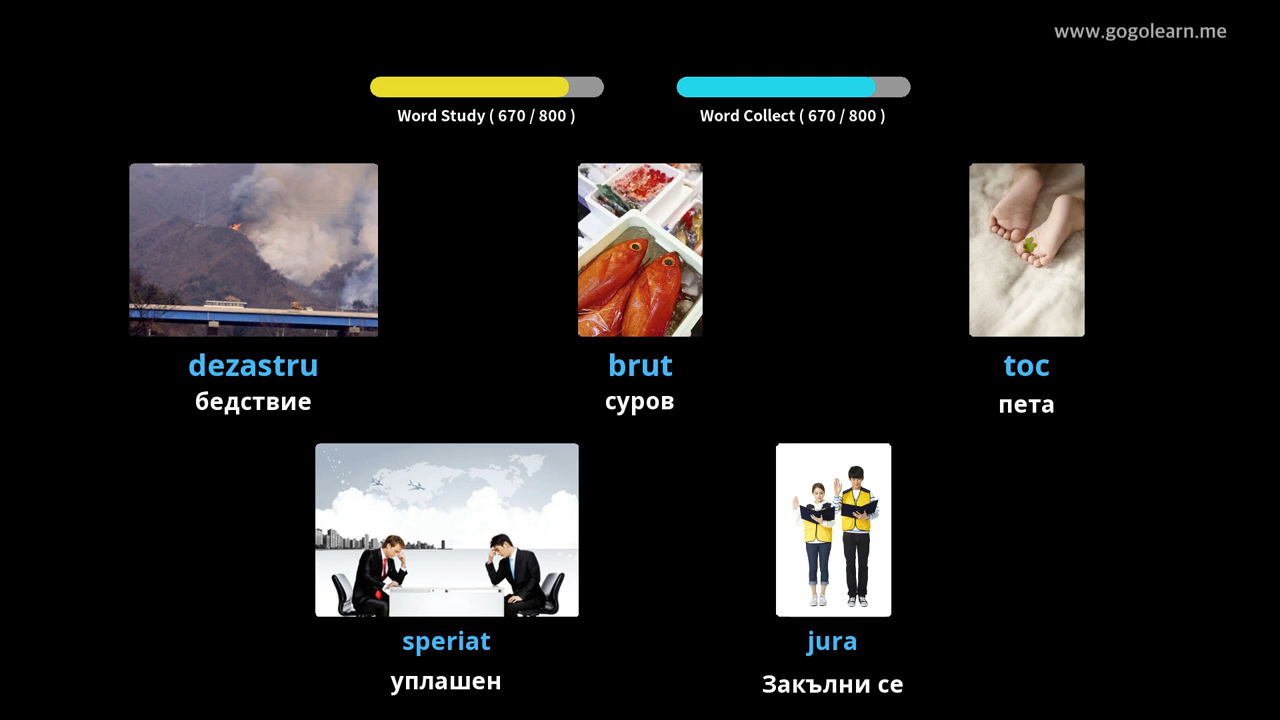 www.gogolearn.me
Word Study ( 670 / 800 )
Word Collect ( 670 / 800 )
dezastru
бедствие
brut
суров
toc
пета
speriat
уплашен
jura
Закълни се